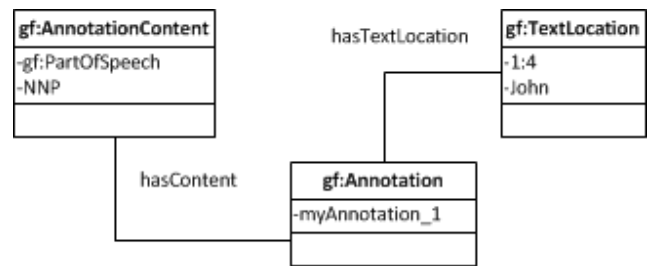 gf:AnnotationContent
-gf:PartOfSpeech
-NNP
hasTextLocation
gf:TextLocation
-1:4
-John
hasContent
gf:Annotation
-myAnnotation_1